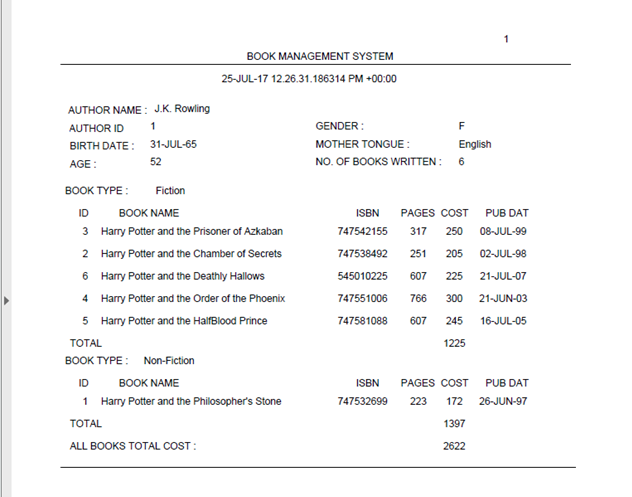 1
BOOK MANAGEMENT SYSTEM
25-JUL-17 12.26.31.186314 PM +00:00
AUTHOR NAME : J.K. Rowling
AUTHOR ID 1 GENDER : F
BIRTH DATE : 31-JUL-65 MOTHER TONGUE : English
AGE : 52 NO. OF BOOKS WRITTEN : 6
BOOK TYPE : Fiction
ID BOOK NAME ISBN PAGES COST PUB DAT
3 Harry Potter and the Prisoner of Azkaban 747542155 317 250 08-JUL-99
2 Harry Potter and the Chamber of Secrets 747538492 251 205 02-JUL-98
6 Harry Potter and the Deathly Hallows 545010225 607 225 21-JUL-07
4 Harry Potter and the Order of the Phoenix 747551006 766 300 21-JUN-03
5 Harry Potter and the HalfBlood Prince 747581088 607 245 16-JUL-05
TOTAL 1225
BOOK TYPE : Non-Fiction
ID BOOK NAME ISBN PAGES COST PUB DAT
1 Harry Potter and the Philosopher's Stone 747532699 223 172 26-JUN-97
TOTAL 1397
ALL BOOKS TOTAL COST : 2622